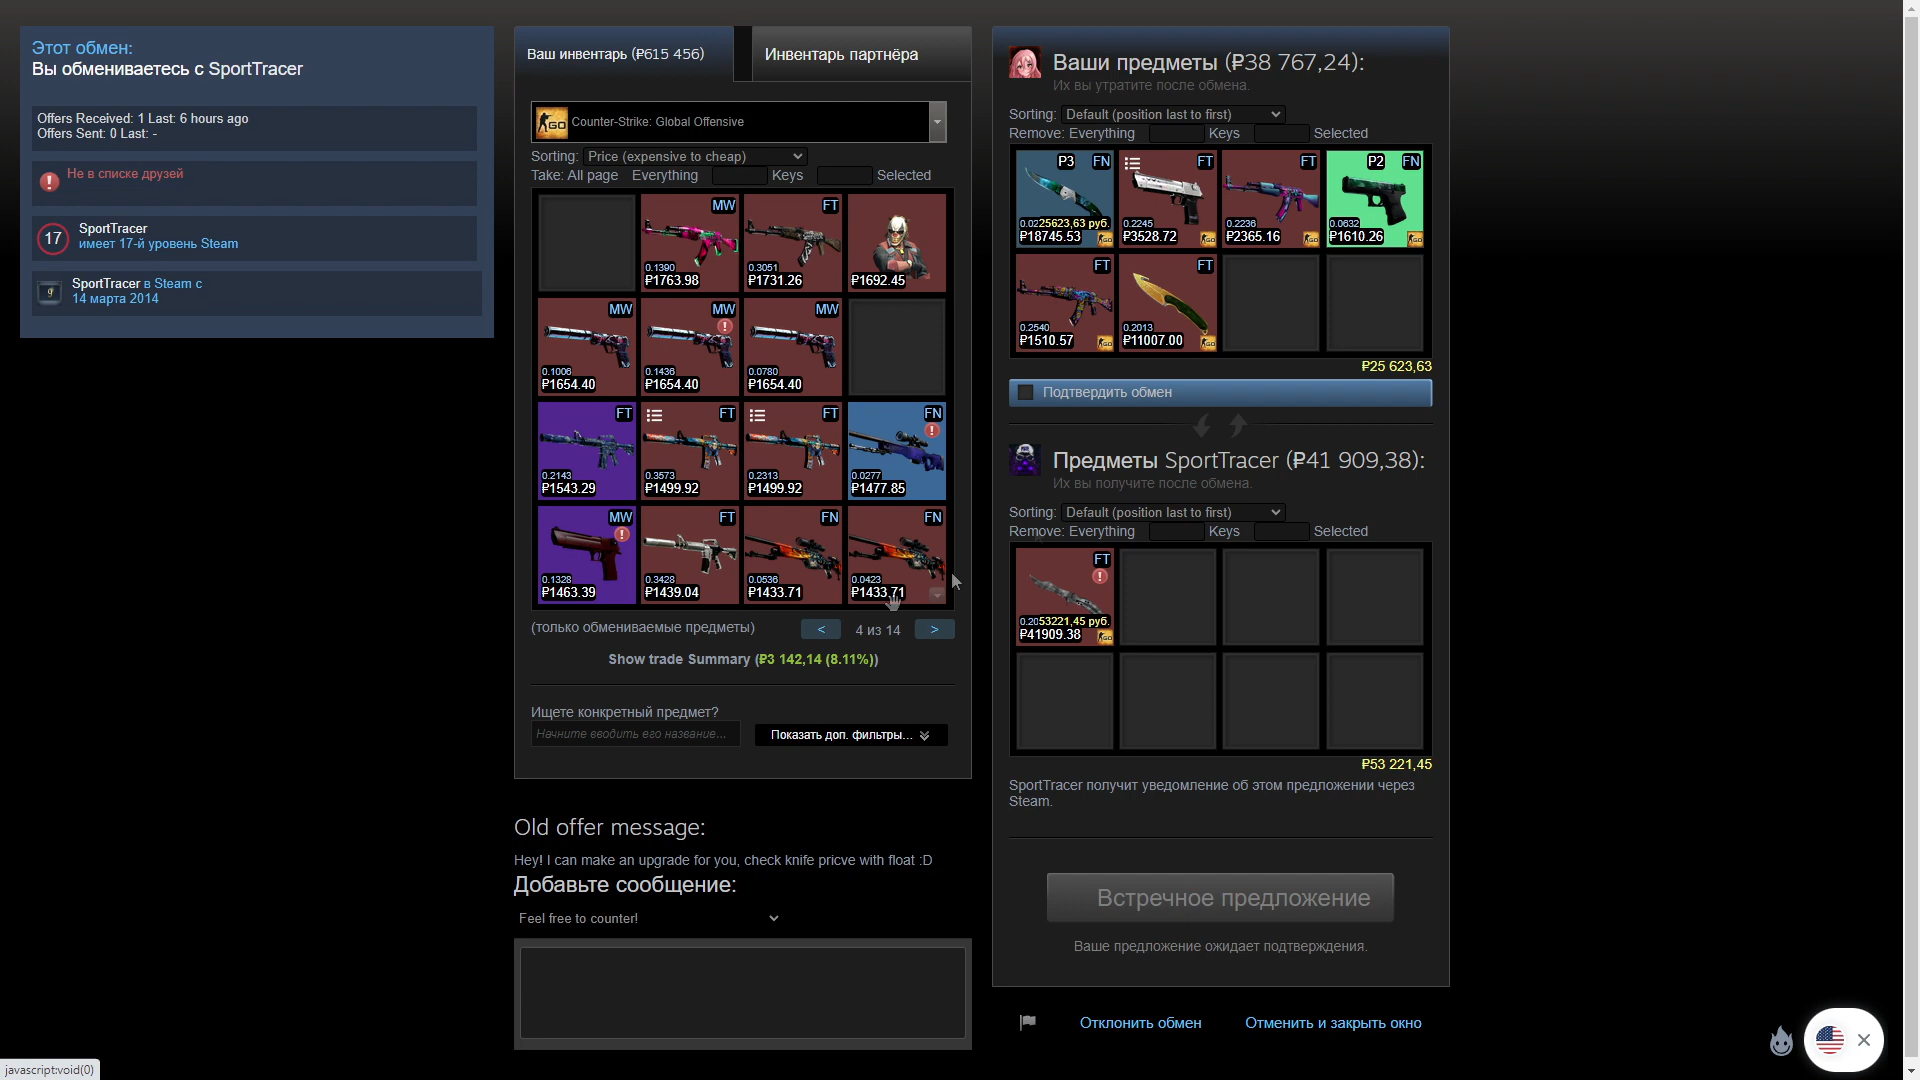 Этот обмен:
Вы обмениваетесь с SportTracer
Offers Received: 1 Last: 6 hours ago
Offers Sent: 0 Last: -
Не в списке друзей
17
SportTracer
имеет 17-й уровень Steam
SportTracer в Steam с
14 марта 2014
Ваш инвентарь (₽615 456)
Инвентарь партнёра
Counter-Strike: Global Offensive
Sorting: Price (expensive to cheap)
Take: All page Everything Keys Selected
MW FT
0.1390 0.3051
₽1763.98 ₽1731.26 ₽1692.45
MW MW MW
0.1006 0.1436 0.0780
₽1654.40 ₽1654.40 ₽1654.40
FT FT FT FN
0.2143 0.3573 0.2313 0.0277
₽1543.29 ₽1499.92 ₽1499.92 ₽1477.85
MW FT FN FN
0.1328 0.3428 0.0536 0.0423
₽1463.39 ₽1439.04 ₽1433.71 ₽1433.71
(только обмениваемые предметы) < 4 из 14 >
Show trade Summary (₽3 142,14 (8.11%))
Ищете конкретный предмет?
Начните вводить его название...
Показать доп. фильтры...
Old offer message:
Hey! I can make an upgrade for you, check knife pricve with float :D
Добавьте сообщение:
Feel free to counter!
Ваши предметы (₽38 767,24):
Их вы утратите после обмена.
Sorting: Default (position last to first)
Remove: Everything Keys Selected
P3 FN FT FT P2 FN
0.02 25623,63 руб. 0.2245 0.2236 0.0632
₽18745.53 ₽3528.72 ₽2365.16 ₽1610.26
FT FT
0.2540 0.2013
₽1510.57 ₽11007.00
₽25 623,63
Подтвердить обмен
Предметы SportTracer (₽41 909,38):
Их вы получите после обмена.
Sorting: Default (position last to first)
Remove: Everything Keys Selected
FT
0.20 53221,45 руб.
₽41909.38
₽53 221,45
SportTracer получит уведомление об этом предложении через
Steam.
Встречное предложение
Ваше предложение ожидает подтверждения.
Отклонить обмен
Отменить и закрыть окно
javascript:void(0)